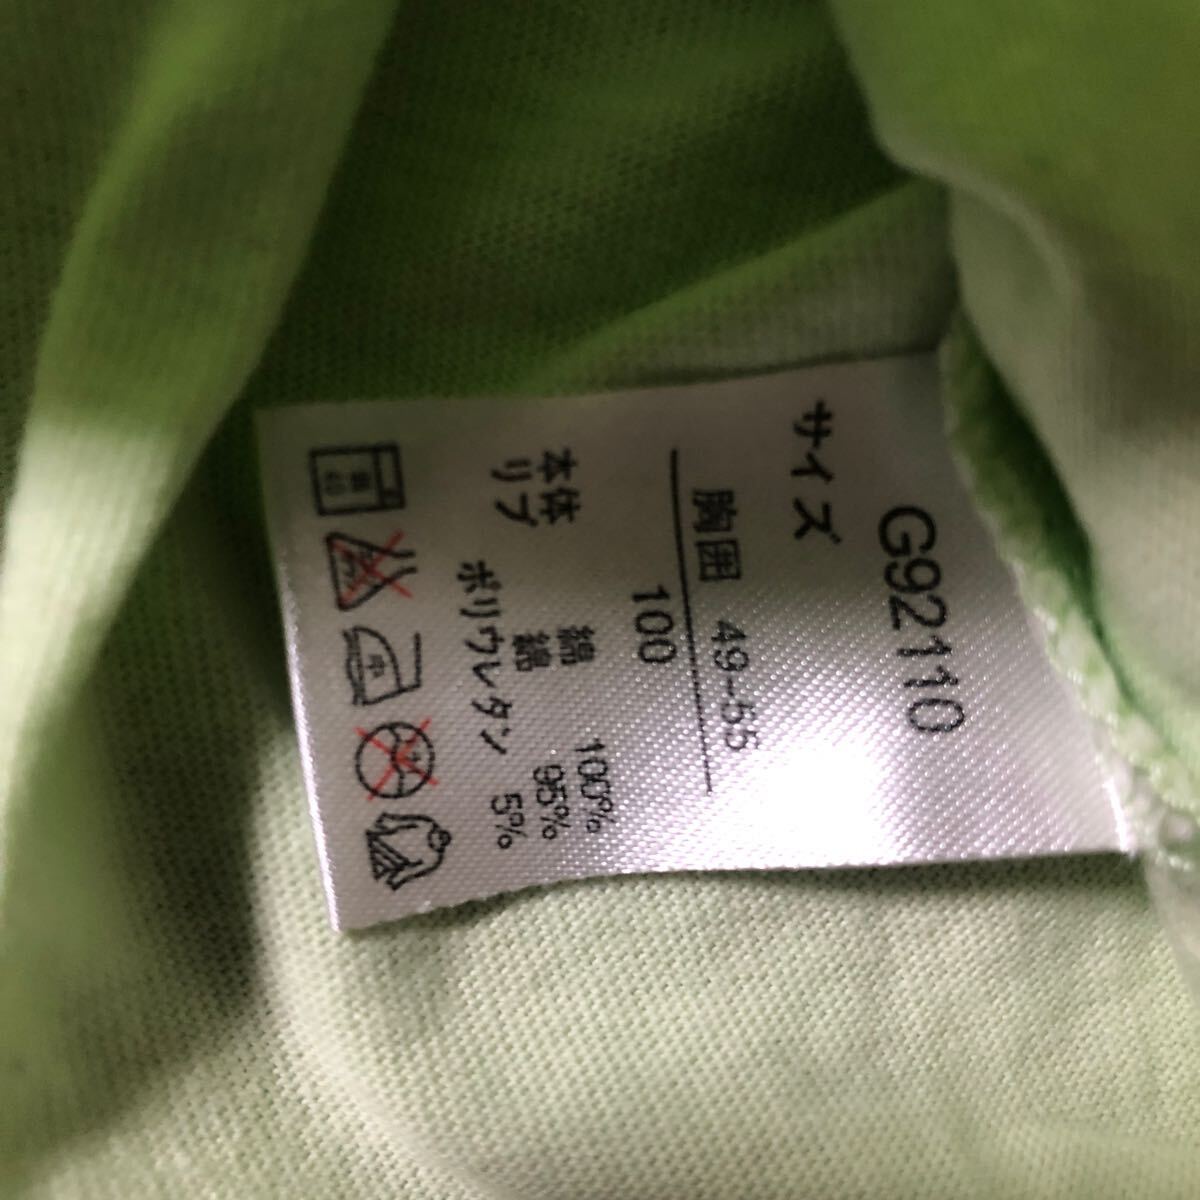 G92110
サイズ
胸囲 49-55
100
本体 綿 100%
リブ 綿 95%
ポリウレタン 5%
中